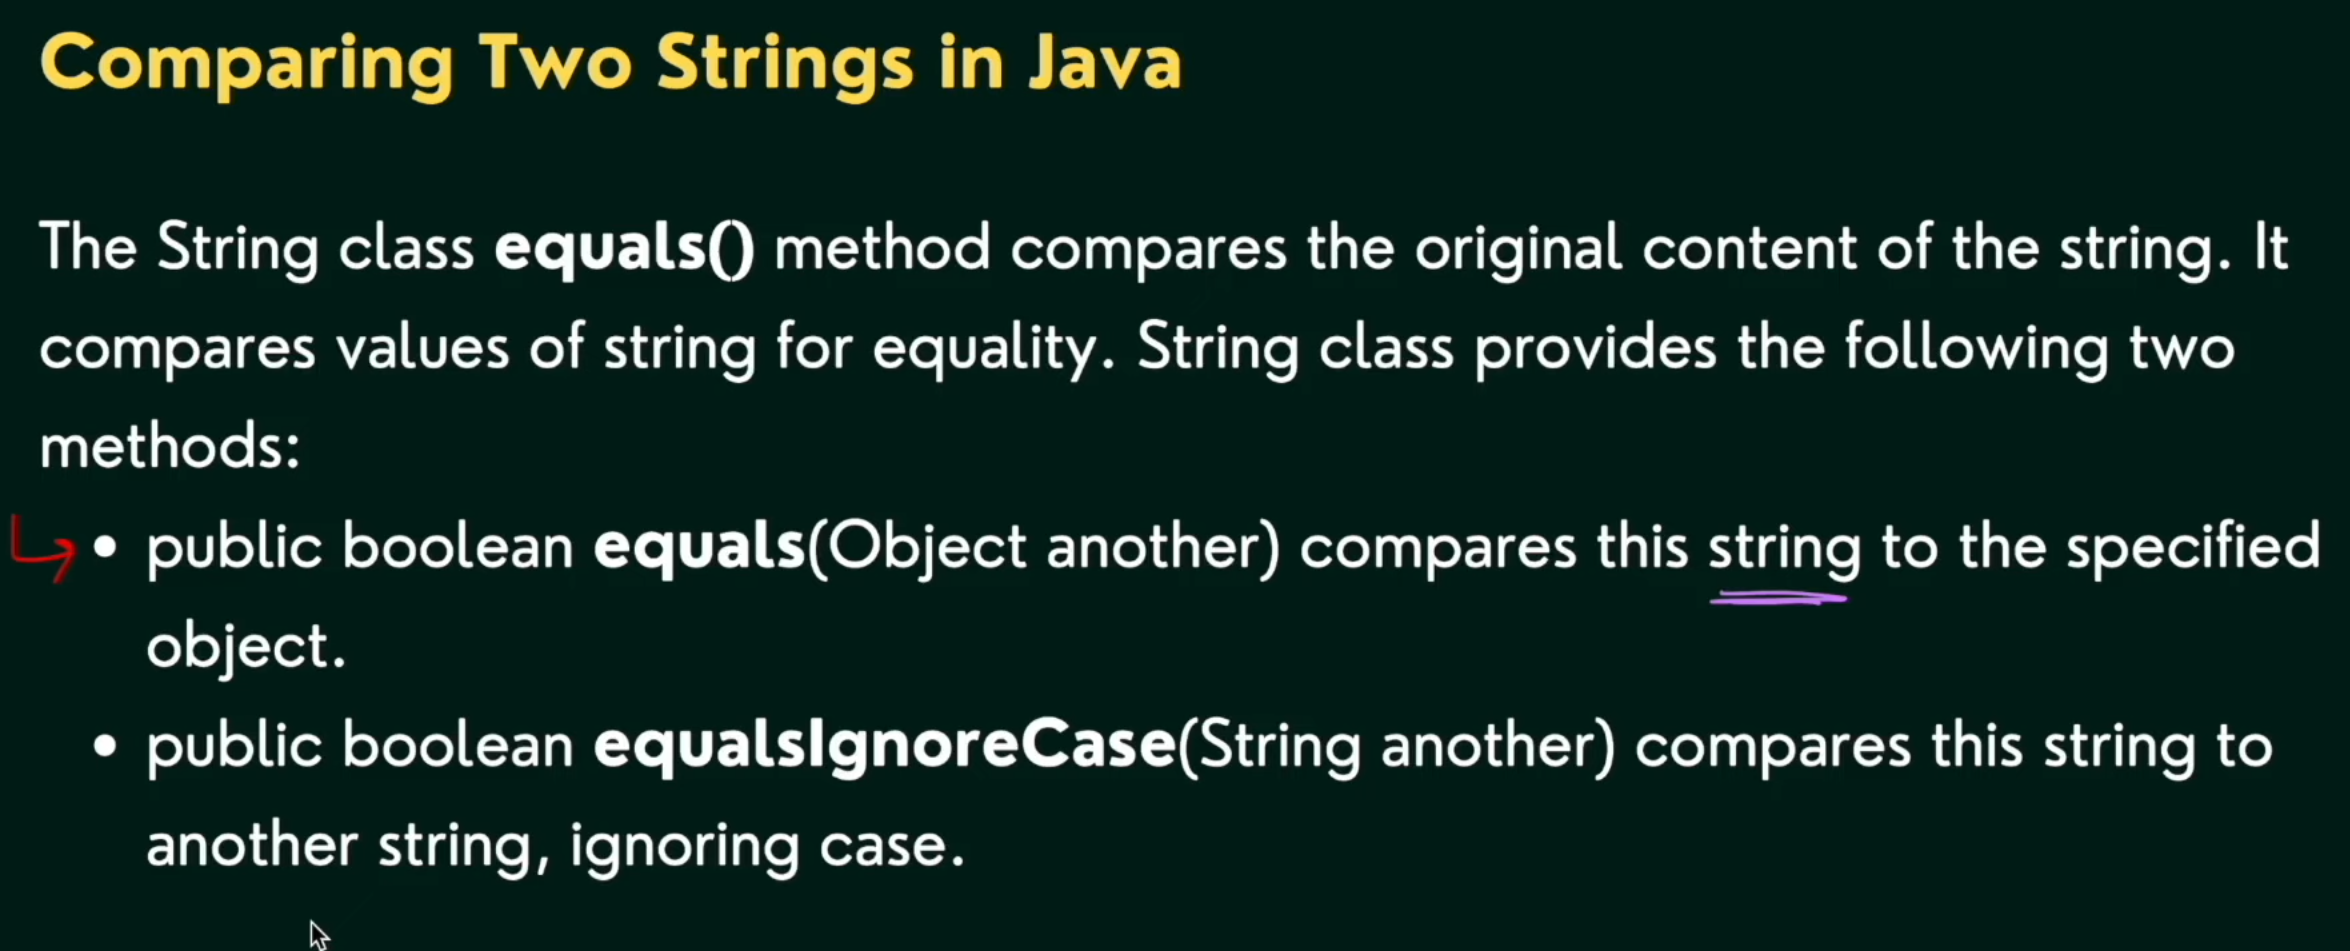 Comparing Two Strings in Java
The String class equals() method compares the original content of the string. It
compares values of string for equality. String class provides the following two
methods:
• public boolean equals(Object another) compares this string to the specified
object.
• public boolean equalsIgnoreCase(String another) compares this string to
another string, ignoring case.